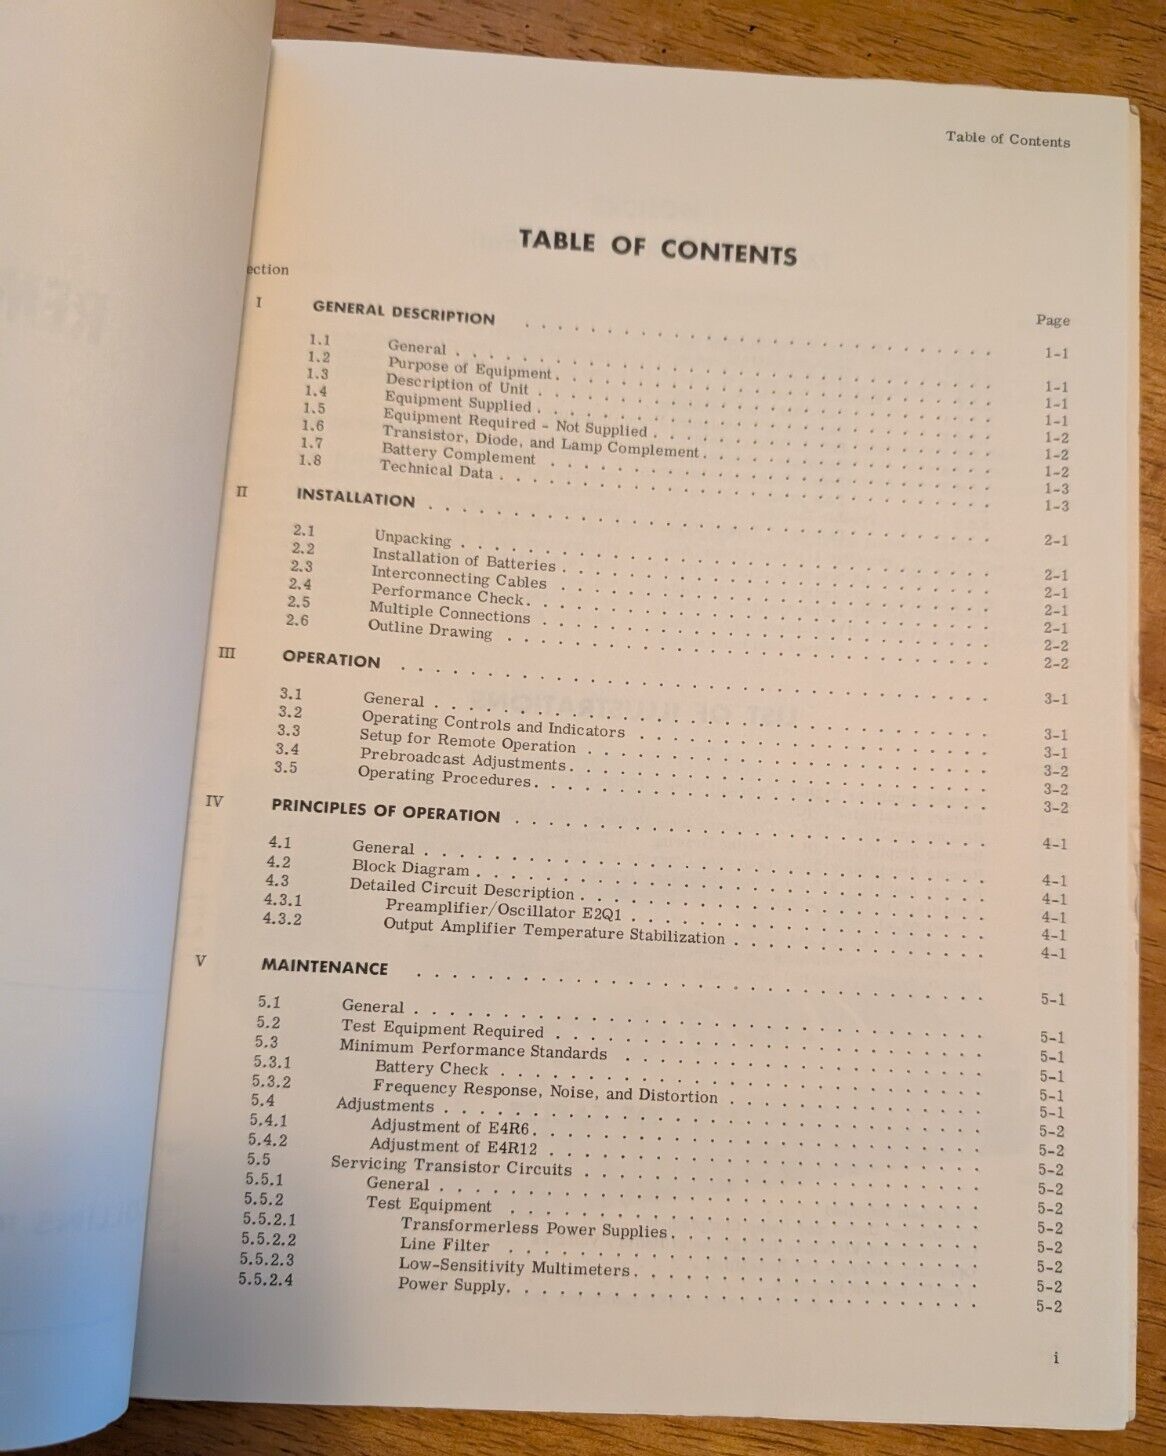 Table of Contents
TABLE OF CONTENTS
ection Page
I GENERAL DESCRIPTION . . . . . 1-1
1.1 General . . . . . 1-1
1.2 Purpose of Equipment . . . . . 1-1
1.3 Description of Unit . . . . . 1-1
1.4 Equipment Supplied . . . . . 1-2
1.5 Equipment Required - Not Supplied . . . . . 1-2
1.6 Transistor, Diode, and Lamp Complement . . . . . 1-2
1.7 Battery Complement . . . . . 1-3
1.8 Technical Data . . . . . 1-3
II INSTALLATION . . . . . 2-1
2.1 Unpacking . . . . . 2-1
2.2 Installation of Batteries . . . . . 2-1
2.3 Interconnecting Cables . . . . . 2-1
2.4 Performance Check . . . . . 2-1
2.5 Multiple Connections . . . . . 2-2
2.6 Outline Drawing . . . . . 2-2
III OPERATION . . . . . 3-1
3.1 General . . . . . 3-1
3.2 Operating Controls and Indicators . . . . . 3-1
3.3 Setup for Remote Operation . . . . . 3-2
3.4 Prebroadcast Adjustments . . . . . 3-2
3.5 Operating Procedures . . . . . 3-2
IV PRINCIPLES OF OPERATION . . . . . 4-1
4.1 General . . . . . 4-1
4.2 Block Diagram . . . . . 4-1
4.3 Detailed Circuit Description . . . . . 4-1
4.3.1 Preamplifier/Oscillator E2Q1 . . . . . 4-1
4.3.2 Output Amplifier Temperature Stabilization . . . . . 4-1
V MAINTENANCE . . . . . 5-1
5.1 General . . . . . 5-1
5.2 Test Equipment Required . . . . . 5-1
5.3 Minimum Performance Standards . . . . . 5-1
5.3.1 Battery Check . . . . . 5-1
5.3.2 Frequency Response, Noise, and Distortion . . . . . 5-1
5.4 Adjustments . . . . . 5-2
5.4.1 Adjustment of E4R6 . . . . . 5-2
5.4.2 Adjustment of E4R12 . . . . . 5-2
5.5 Servicing Transistor Circuits . . . . . 5-2
5.5.1 General . . . . . 5-2
5.5.2 Test Equipment . . . . . 5-2
5.5.2.1 Transformerless Power Supplies . . . . . 5-2
5.5.2.2 Line Filter . . . . . 5-2
5.5.2.3 Low-Sensitivity Multimeters . . . . . 5-2
5.5.2.4 Power Supply . . . . . 5-2
i